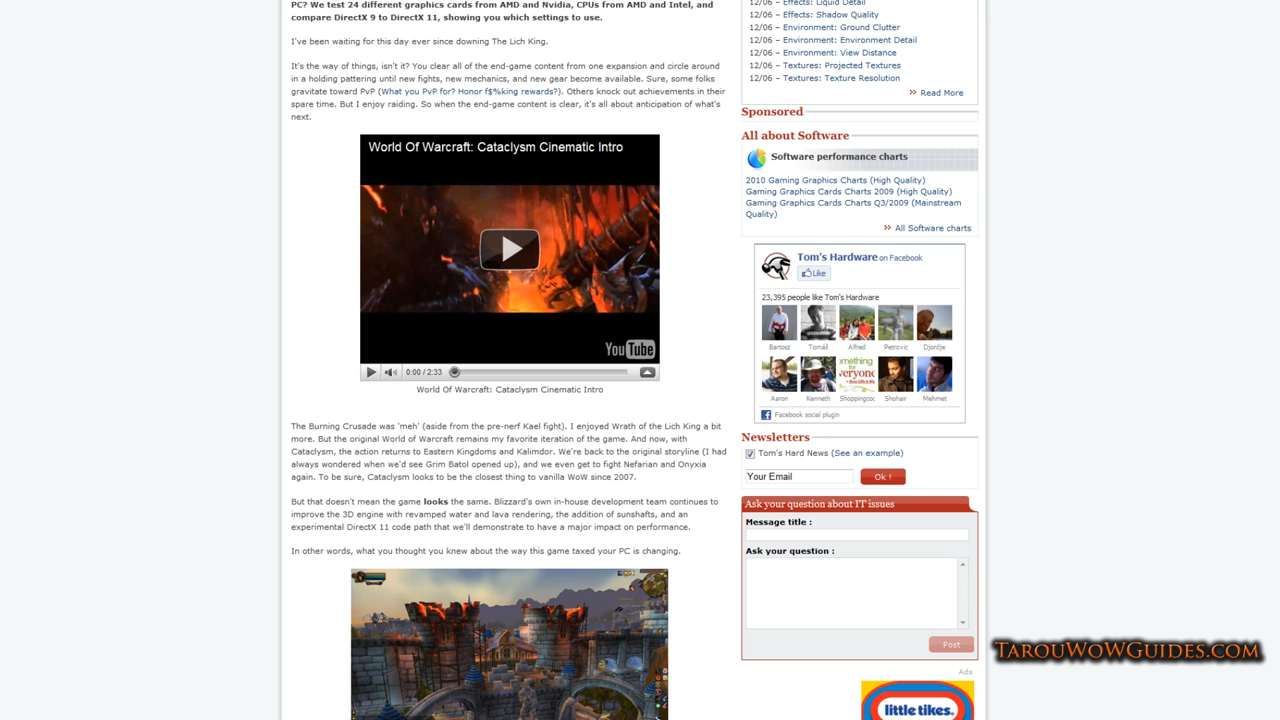 PC? We test 24 different graphics cards from AMD and Nvidia, CPUs from AMD and Intel, and
compare DirectX 9 to DirectX 11, showing you which settings to use.
I've been waiting for this day ever since downing The Lich King.
It's the way of things, isn't it? You clear all of the end-game content from one expansion and circle around
in a holding pattering until new fights, new mechanics, and new gear become available. Sure, some folks
gravitate toward PvP (What you PvP for? Honor f$%king rewards?). Others knock out achievements in their
spare time. But I enjoy raiding. So when the end-game content is clear, it's all about anticipation of what's
next.
World Of Warcraft: Cataclysm Cinematic Intro
YouTube
0:00 / 2:33
World Of Warcraft: Cataclysm Cinematic Intro
The Burning Crusade was 'meh' (aside from the pre-nerf Kael fight). I enjoyed Wrath of the Lich King a bit
more. But the original World of Warcraft remains my favorite iteration of the game. And now, with
Cataclysm, the action returns to Eastern Kingdoms and Kalimdor. We're back to the original storyline (I had
always wondered when we'd see Grim Batol opened up), and we even get to fight Nefarian and Onyxia
again. To be sure, Cataclysm looks to be the closest thing to vanilla WoW since 2007.
But that doesn't mean the game looks the same. Blizzard's own in-house development team continues to
improve the 3D engine with revamped water and lava rendering, the addition of sunshafts, and an
experimental DirectX 11 code path that we'll demonstrate to have a major impact on performance.
In other words, what you thought you knew about the way this game taxed your PC is changing.
12/06 – Effects: Liquid Detail
12/06 – Effects: Shadow Quality
12/06 – Environment: Ground Clutter
12/06 – Environment: Environment Detail
12/06 – Environment: View Distance
12/06 – Textures: Projected Textures
12/06 – Textures: Texture Resolution
Read More
Sponsored
All about Software
Software performance charts
2010 Gaming Graphics Charts (High Quality)
Gaming Graphics Cards Charts 2009 (High Quality)
Gaming Graphics Cards Charts Q3/2009 (Mainstream
Quality)
All Software charts
Tom's Hardware on Facebook
Like
23,395 people like Tom's Hardware
Bartosz Tomáš Alfred Petrovic Djordje
something for
everyone
Aaron Kenneth Shoppingcoc Shohair Mehmet
Facebook social plugin
Newsletters
Tom's Hard News (See an example)
Your Email
Ok !
Ask your question about IT issues
Message title :
Ask your question :
Post
TarouWoWGuides.com
Ads
little tikes.